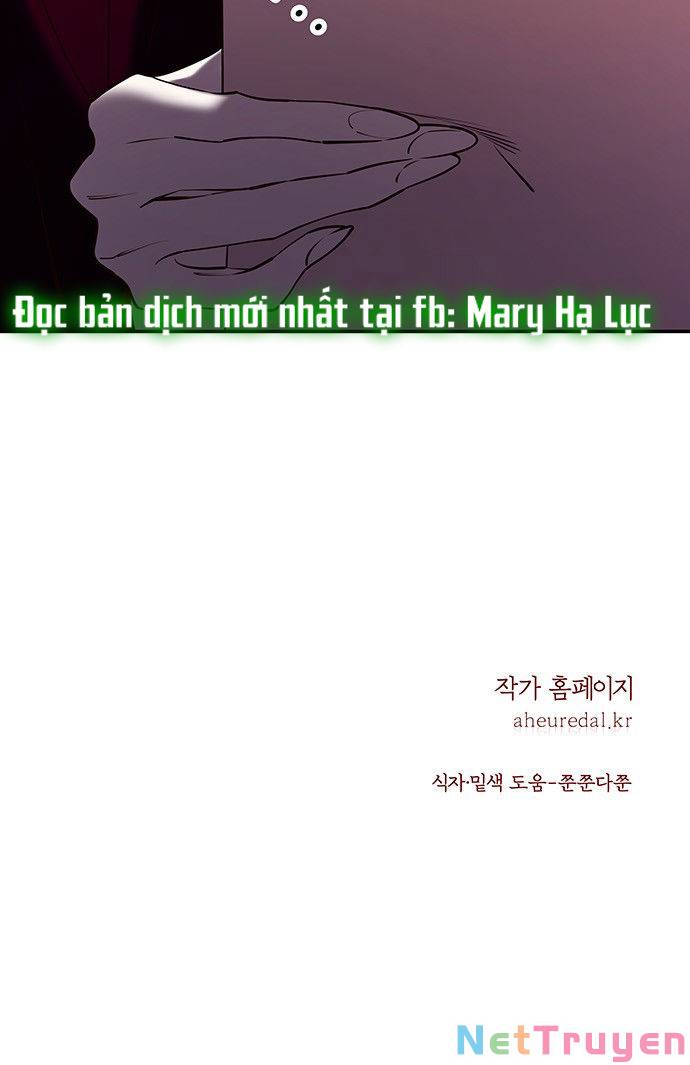 Đọc bản dịch mới nhất tại fb: Mary Hạ Lục
작가 홈페이지
aheuredal.kr
식자·밑색 도움-쭌쭌다쭌
NetTruyen